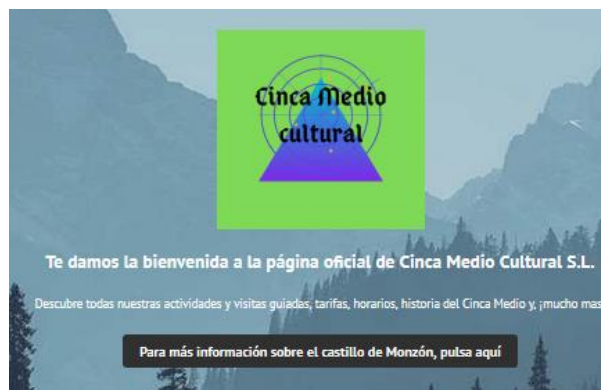 Cinca Medio
cultural
Te damos la bienvenida a la página oficial de Cinca Medio Cultural S.L.
Descubre todas nuestras actividades y visitas guiadas, tarifas, horarios, historia del Cinca Medio y, ¡mucho mas
Para más información sobre el castillo de Monzón, pulsa aquí